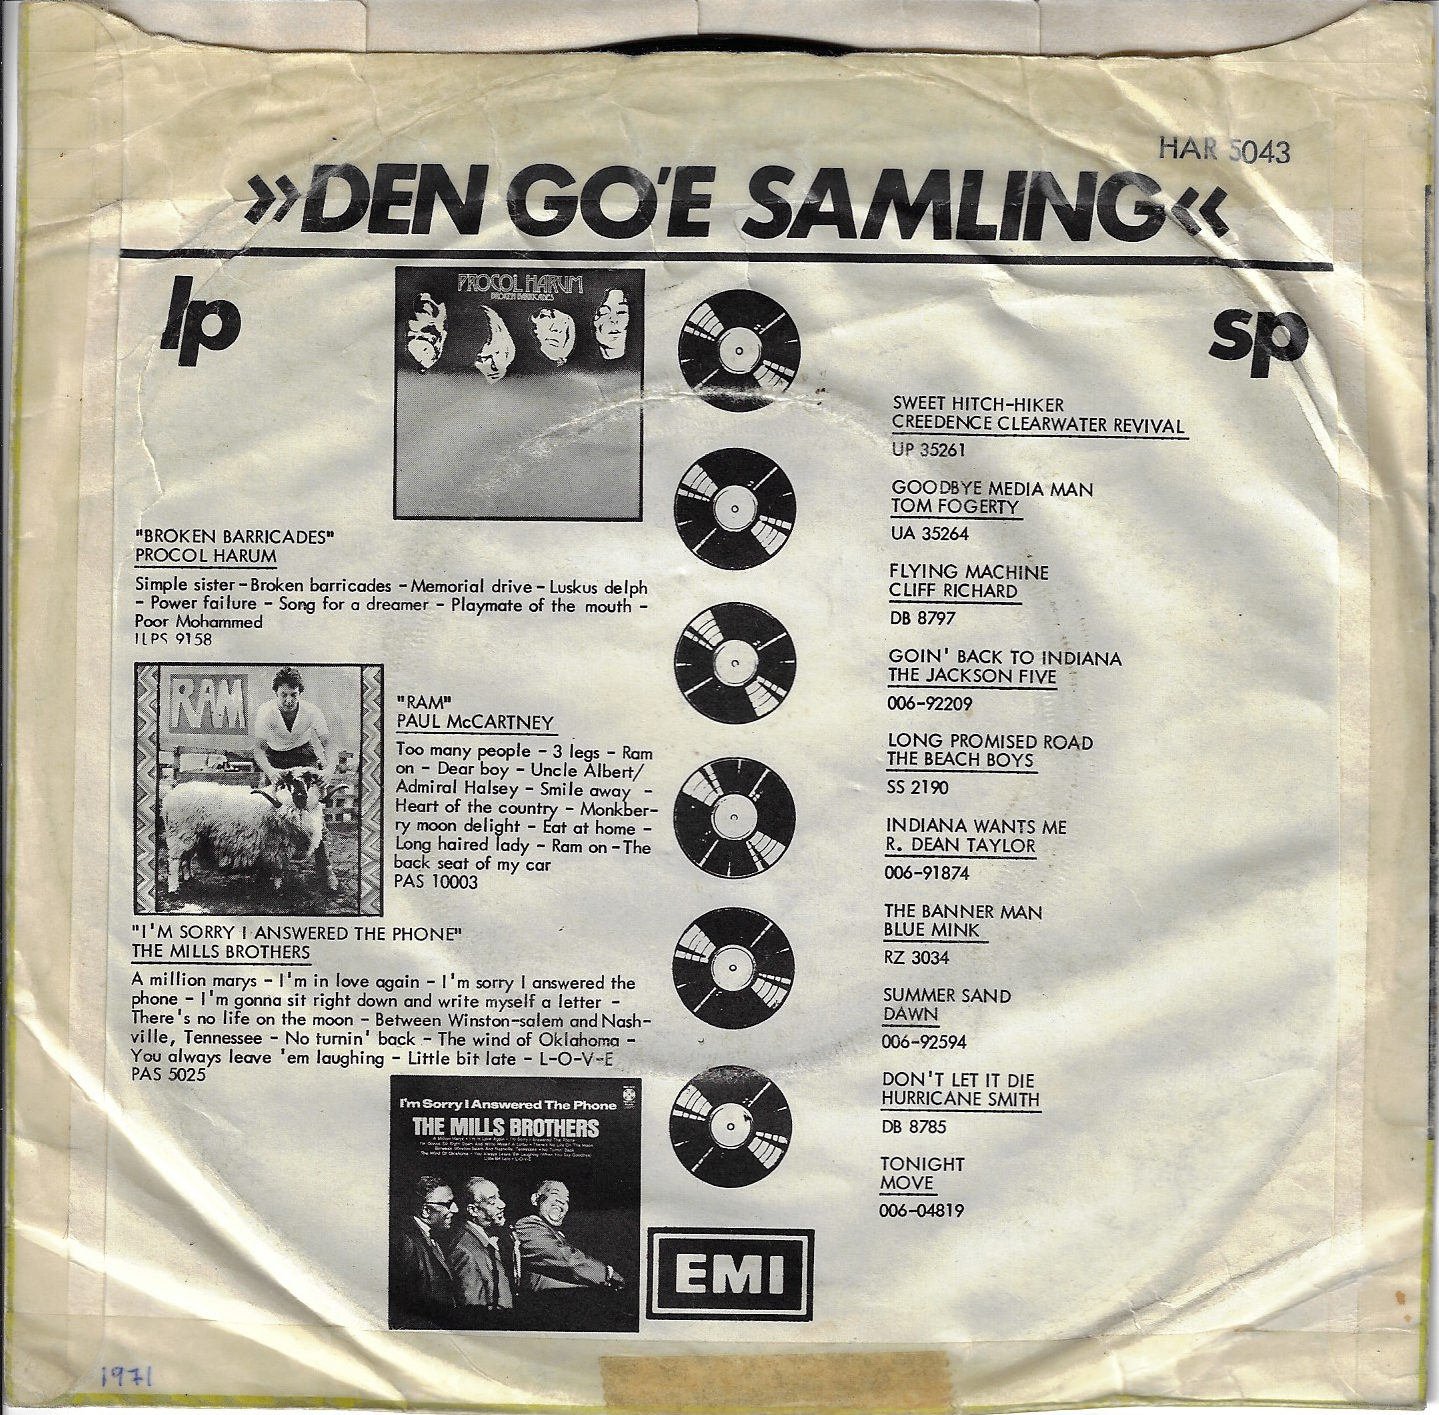 HAR 5043
»DEN GO'E SAMLING«
lp
PROCOL HARUM
BROKEN BARRICADES
"BROKEN BARRICADES"
PROCOL HARUM
Simple sister - Broken barricades - Memorial drive - Luskus delph
- Power failure - Song for a dreamer - Playmate of the mouth -
Poor Mohammed
ILPS 9158
RAM
"RAM"
PAUL McCARTNEY
Too many people - 3 legs - Ram
on - Dear boy - Uncle Albert/
Admiral Halsey - Smile away -
Heart of the country - Monkber-
ry moon delight - Eat at home -
Long haired lady - Ram on - The
back seat of my car
PAS 10003
"I'M SORRY I ANSWERED THE PHONE"
THE MILLS BROTHERS
A million marys - I'm in love again - I'm sorry I answered the
phone - I'm gonna sit right down and write myself a letter -
There's no life on the moon - Between Winston-salem and Nash-
ville, Tennessee - No turnin' back - The wind of Oklahoma -
You always leave 'em laughing - Little bit late - L-O-V-E
PAS 5025
I'm Sorry I Answered The Phone
THE MILLS BROTHERS
EMI
sp
SWEET HITCH-HIKER
CREEDENCE CLEARWATER REVIVAL
UP 35261
GOODBYE MEDIA MAN
TOM FOGERTY
UA 35264
FLYING MACHINE
CLIFF RICHARD
DB 8797
GOIN' BACK TO INDIANA
THE JACKSON FIVE
006-92209
LONG PROMISED ROAD
THE BEACH BOYS
SS 2190
INDIANA WANTS ME
R. DEAN TAYLOR
006-91874
THE BANNER MAN
BLUE MINK
RZ 3034
SUMMER SAND
DAWN
006-92594
DON'T LET IT DIE
HURRICANE SMITH
DB 8785
TONIGHT
MOVE
006-04819
1971